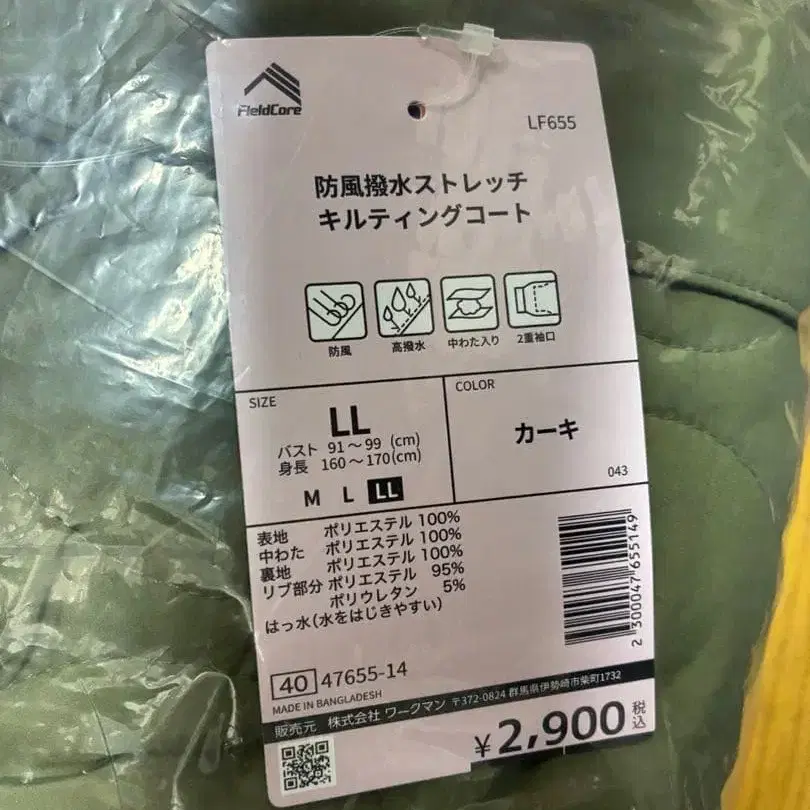 FieldCore
LF655
防風撥水ストレッチ
キルティングコート
防風 高撥水 中わた入り 2重袖口
SIZE
LL
バスト 91～99 (cm)
身長 160～170(cm)
M L LL
COLOR
カーキ
043
表地 ポリエステル 100%
中わた ポリエステル 100%
裏地 ポリエステル 100%
リブ部分 ポリエステル 95%
ポリウレタン 5%
はっ水(水をはじきやすい)
2 300047 655149
40 47655-14
MADE IN BANGLADESH
販売元 株式会社 ワークマン 〒372-0824 群馬県伊勢崎市柴町1732
¥2,900 税込